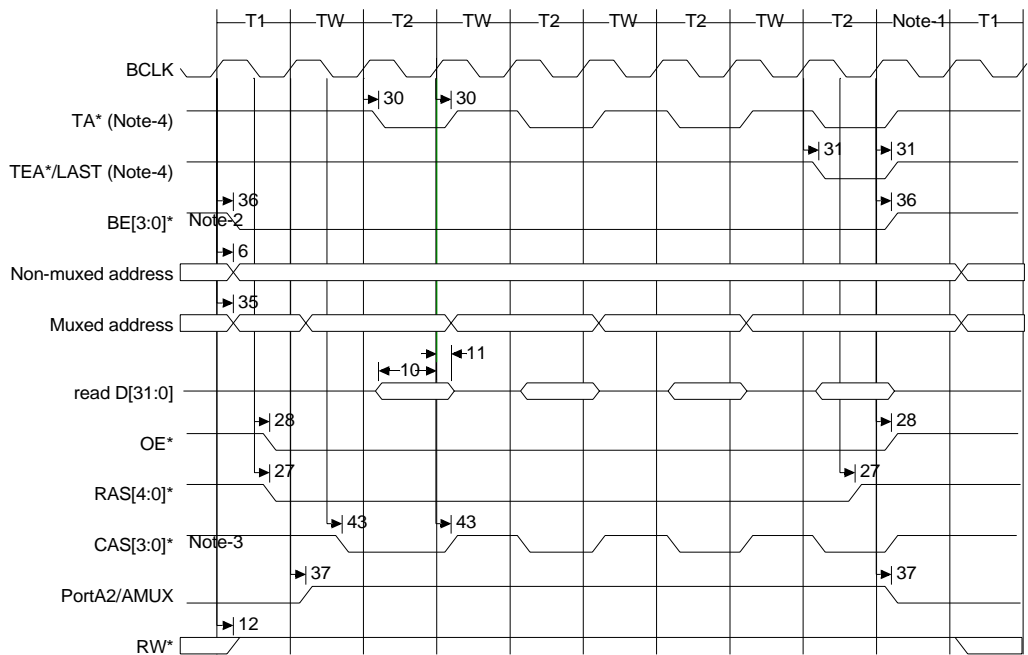 T1 TW T2 TW T2 TW T2 TW T2 Note-1 T1
BCLK
30 30
TA* (Note-4)
31 31
TEA*/LAST (Note-4)
36 36
BE[3:0]* Note-2
6
Non-muxed address
35
Muxed address
11
10
read D[31:0]
28 28
OE*
27 27
RAS[4:0]*
43 43
CAS[3:0]* Note-3
37 37
PortA2/AMUX
12
RW*